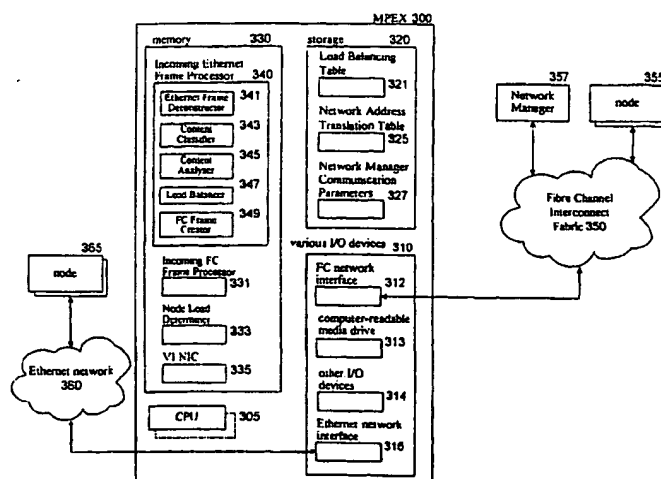 MPEX 300
memory 330
Incoming Ethernet
Frame Processor 340
Ethernet Frame
Deconstructor 341
Content
Classifier 343
Content
Analyzer 345
Load Balancer 347
FC Frame
Creator 349
Incoming FC
Frame Processor
331
Node Load
Determiner
333
VI NIC
335
CPU 305
storage 320
Load Balancing
Table
321
Network Address
Translation Table
325
Network Manager
Communication
Parameters
327
various I/O devices 310
FC network
interface 312
computer-readable
media drive
313
other I/O
devices
314
Ethernet network
interface
316
357
Network
Manager
355
node
Fibre Channel
Interconnect
Fabric 350
365
node
Ethernet network
360